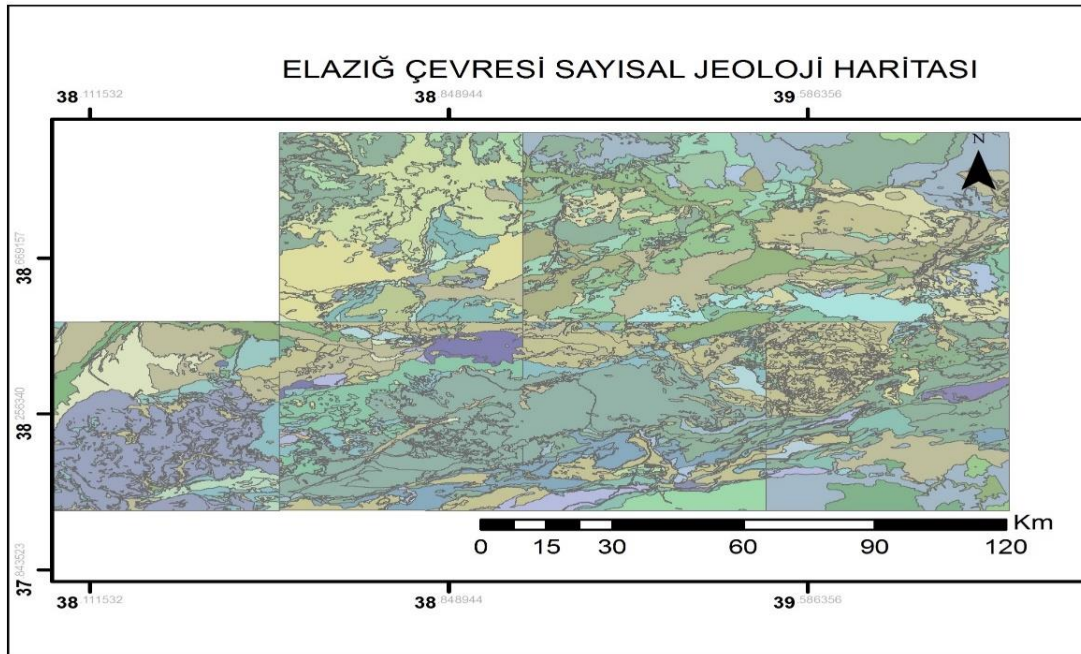 ELAZIĞ ÇEVRESİ SAYISAL JEOLOJİ HARİTASI
38 111532 38 848944 39 586356
N
38 669157
38 256340
37 843523
Km
0 15 30 60 90 120
38 111532 38 848944 39 586356